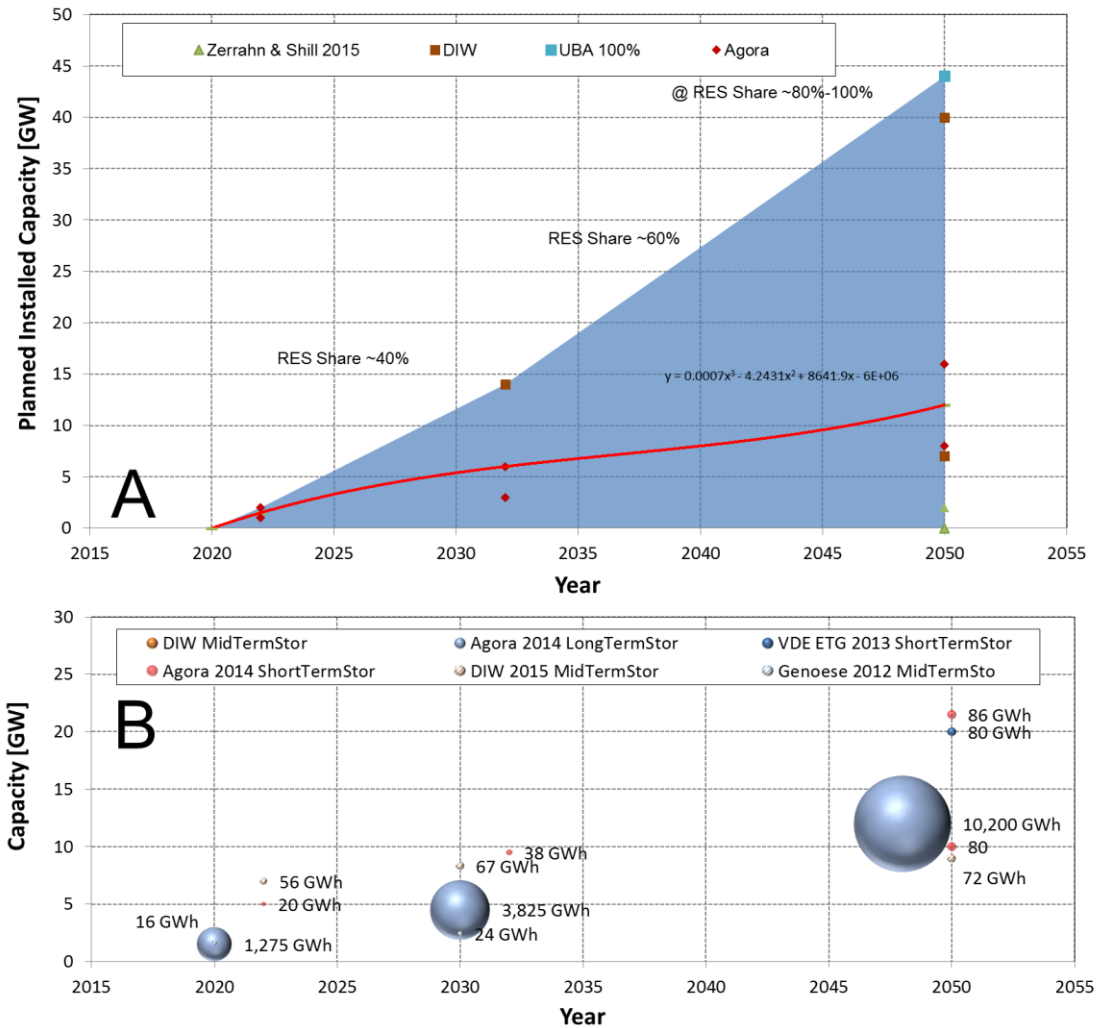 50
45
40
35
30
25
20
15
10
5
0
Planned Installed Capacity [GW]
Zerrahn & Shill 2015 DIW UBA 100% Agora
@ RES Share ~80%-100%
RES Share ~60%
RES Share ~40%
y = 0.0007x³ - 4.2431x² + 8641.9x - 6E+06
A
2015 2020 2025 2030 2035 2040 2045 2050 2055
Year
30
25
20
15
10
5
0
Capacity [GW]
DIW MidTermStor Agora 2014 LongTermStor VDE ETG 2013 ShortTermStor
Agora 2014 ShortTermStor DIW 2015 MidTermStor Genoese 2012 MidTermSto
B
86 GWh
80 GWh
10,200 GWh
80
72 GWh
38 GWh
67 GWh
56 GWh
20 GWh
3,825 GWh
24 GWh
16 GWh
1,275 GWh
2015 2020 2025 2030 2035 2040 2045 2050 2055
Year